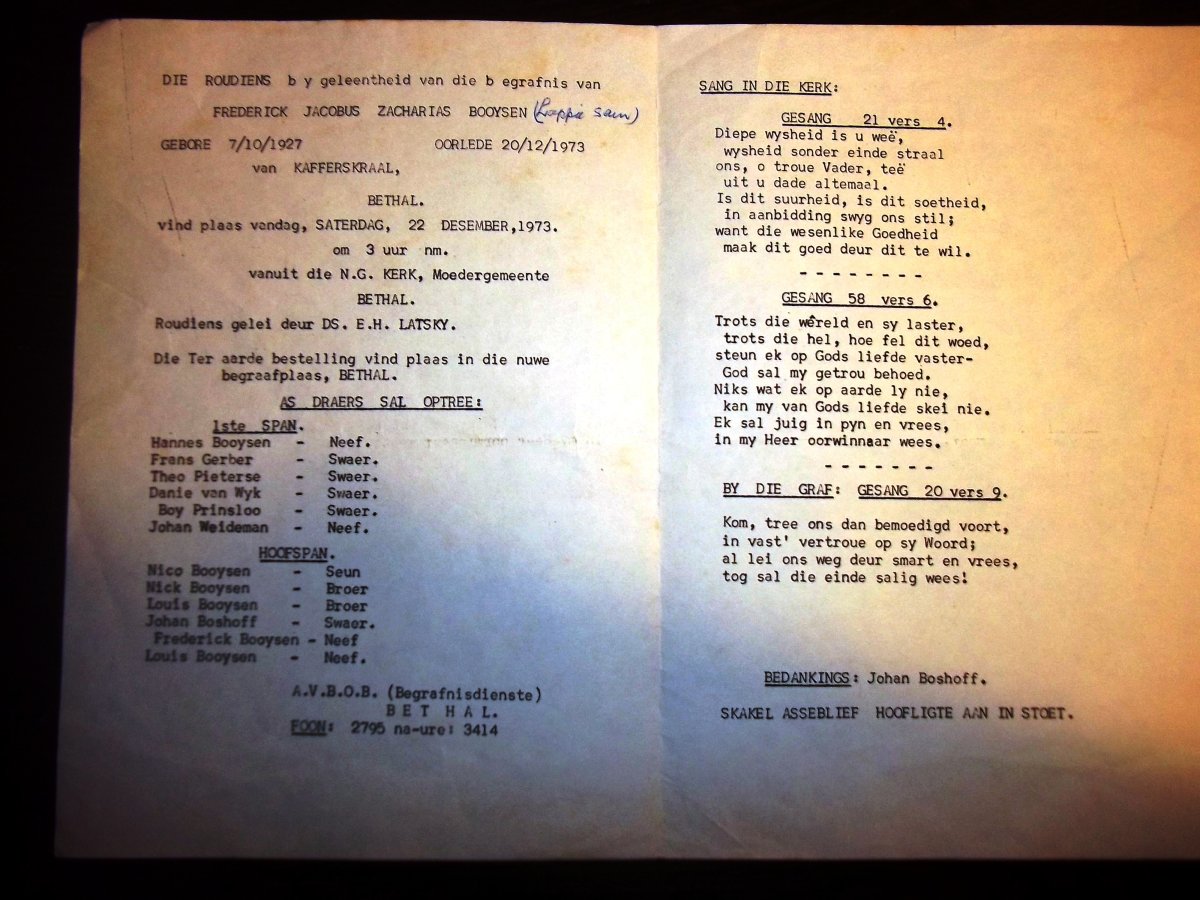 DIE ROUDIENS b y geleentheid van die b egrafnis van
FREDERICK JACOBUS ZACHARIAS BOOYSEN
GEBORE 7/10/1927 OORLEDE 20/12/1973
van KAFFERSKRAAL,
BETHAL.
vind plaas vandag, SATERDAG, 22 DESEMBER,1973.
om 3 uur nm.
vanuit die N.G. KERK, Moedergemeente
BETHAL.
Roudiens gelei deur DS. E.H. LATSKY.
Die Ter aarde bestelling vind plaas in die nuwe
begraafplaas, BETHAL.
AS DRAERS SAL OPTREE:
1ste SPAN.
Hannes Booysen - Neef.
Frans Gerber - Swaer.
Theo Pieterse - Swaer.
Danie van Wyk - Swaer.
Boy Prinsloo - Swaer.
Johan Weideman - Neef.
HOOFSPAN.
Nico Booysen - Seun
Nick Booysen - Broer
Louis Booysen - Broer
Johan Boshoff - Swaer.
Frederick Booysen - Neef
Louis Booysen - Neef.
A.V.B.O.B. (Begrafnisdienste)
B E T H A L.
FOON: 2795 na-ure: 3414
SANG IN DIE KERK:
GESANG 21 vers 4.
Diepe wysheid is u weë,
wysheid sonder einde straal
ons, o troue Vader, teë
uit u dade altemaal.
Is dit suurheid, is dit soetheid,
in aanbidding swyg ons stil;
want die wesenlike Goedheid
maak dit goed deur dit te wil.
- - - - - - - -
GESANG 58 vers 6.
Trots die wêreld en sy laster,
trots die hel, hoe fel dit woed,
steun ek op Gods liefde vaster-
God sal my getrou behoed.
Niks wat ek op aarde ly nie,
kan my van Gods liefde skei nie.
Ek sal juig in pyn en vrees,
in my Heer oorwinnaar wees.
- - - - - - -
BY DIE GRAF: GESANG 20 vers 9.
Kom, tree ons dan bemoedigd voort,
in vast' vertroue op sy Woord;
al lei ons weg deur smart en vrees,
tog sal die einde salig wees!
BEDANKINGS: Johan Boshoff.
SKAKEL ASSEBLIEF HOOFLIGTE AAN IN STOET.